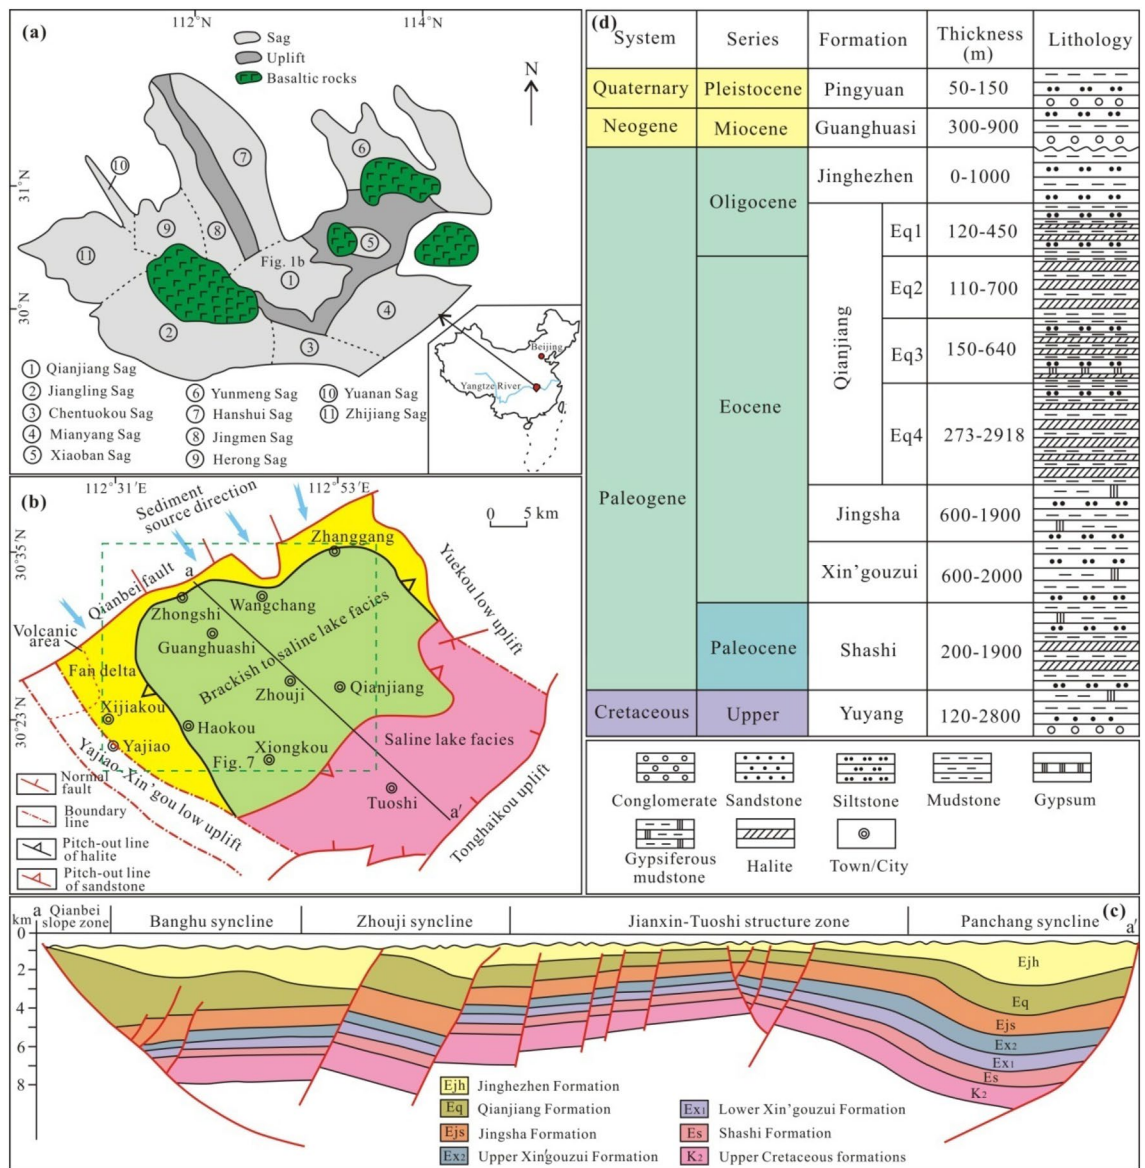 (a)
112°N
114°N
Sag
Uplift
Basaltic rocks
N
31°N
30°N
10
7
6
9
8
11
5
Fig. 1b
1
4
2
3
Beijing
Yangtze River
1 Qianjiang Sag
2 Jiangling Sag
3 Chentuokou Sag
4 Mianyang Sag
5 Xiaoban Sag
6 Yunmeng Sag
7 Hanshui Sag
8 Jingmen Sag
9 Herong Sag
10 Yuanan Sag
11 Zhijiang Sag
(b)
112°31′E
112°53′E
Sediment
source direction
0 5 km
30°35′N
30°23′N
Zhanggang
a
Qianbei fault
Yuekou low uplift
Zhongshi
Wangchang
Volcanic
area
Guanghuashi
Brackish to saline lake facies
Fan delta
Zhouji
Qianjiang
Xijiakou
Haokou
Yajiao
Xiongkou
Saline lake facies
Fig. 7
Tuoshi
a′
Yajiao-Xin'gou low uplift
Tonghaikou uplift
Normal
fault
Boundary
line
Pitch-out line
of halite
Pitch-out line
of sandstone
(d)
System Series Formation Thickness (m) Lithology
Quaternary Pleistocene Pingyuan 50-150
Neogene Miocene Guanghuasi 300-900
Paleogene
Oligocene
Jinghezhen 0-1000
Qianjiang
Eq1 120-450
Eocene
Eq2 110-700
Eq3 150-640
Eq4 273-2918
Jingsha 600-1900
Xin'gouzui 600-2000
Paleocene Shashi 200-1900
Cretaceous Upper Yuyang 120-2800
Conglomerate Sandstone Siltstone Mudstone Gypsum
Gypsiferous
mudstone
Halite
Town/City
(c)
a
km
Qianbei
slope zone
Banghu syncline
Zhouji syncline
Jianxin-Tuoshi structure zone
Panchang syncline
a′
0
2
4
6
8
Ejh
Eq
Ejs
Ex2
Ex1
Es
K2
Ejh Jinghezhen Formation
Eq Qianjiang Formation
Ejs Jingsha Formation
Ex2 Upper Xin'gouzui Formation
Ex1 Lower Xin'gouzui Formation
Es Shashi Formation
K2 Upper Cretaceous formations